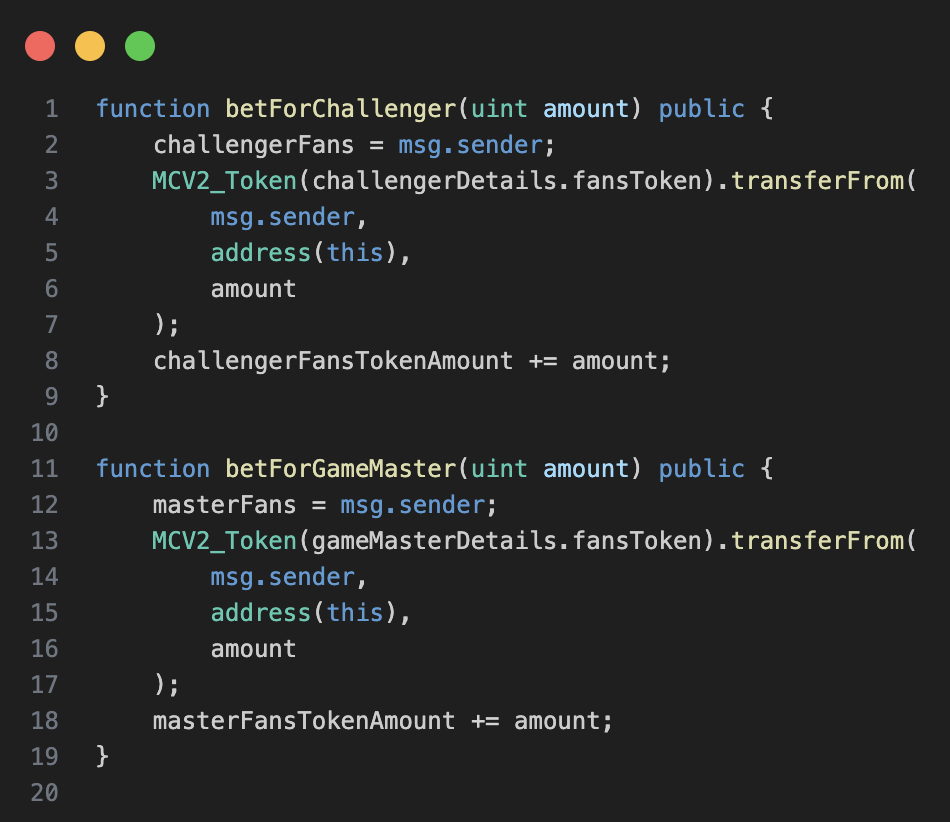 1 function betForChallenger(uint amount) public {
2     challengerFans = msg.sender;
3     MCV2_Token(challengerDetails.fansToken).transferFrom(
4         msg.sender,
5         address(this),
6         amount
7     );
8     challengerFansTokenAmount += amount;
9 }
10
11 function betForGameMaster(uint amount) public {
12     masterFans = msg.sender;
13     MCV2_Token(gameMasterDetails.fansToken).transferFrom(
14         msg.sender,
15         address(this),
16         amount
17     );
18     masterFansTokenAmount += amount;
19 }
20